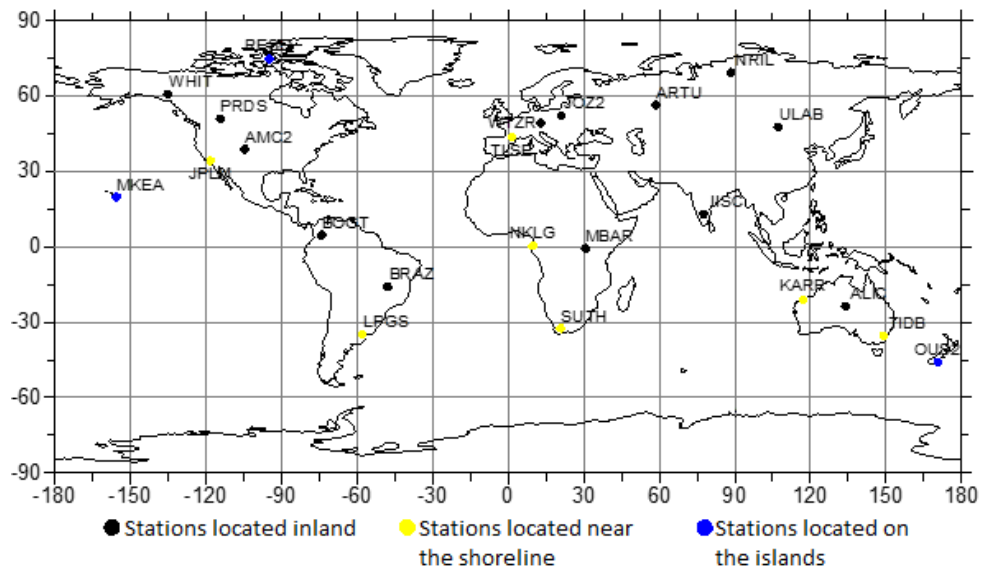 90
60
30
0
-30
-60
-90
RESO
NRIL
WHIT
ARTU
PRDS
JOZ2
ULAB
WTZR
AMC2
TLSE
JPLM
MKEA
IISC
BOGT
NKLG
MBAR
BRAZ
KARR
ALIC
LPGS
SUTH
TIDB
OUS2
-180 -150 -120 -90 -60 -30 0 30 60 90 120 150 180
Stations located inland
Stations located near
the shoreline
Stations located on
the islands